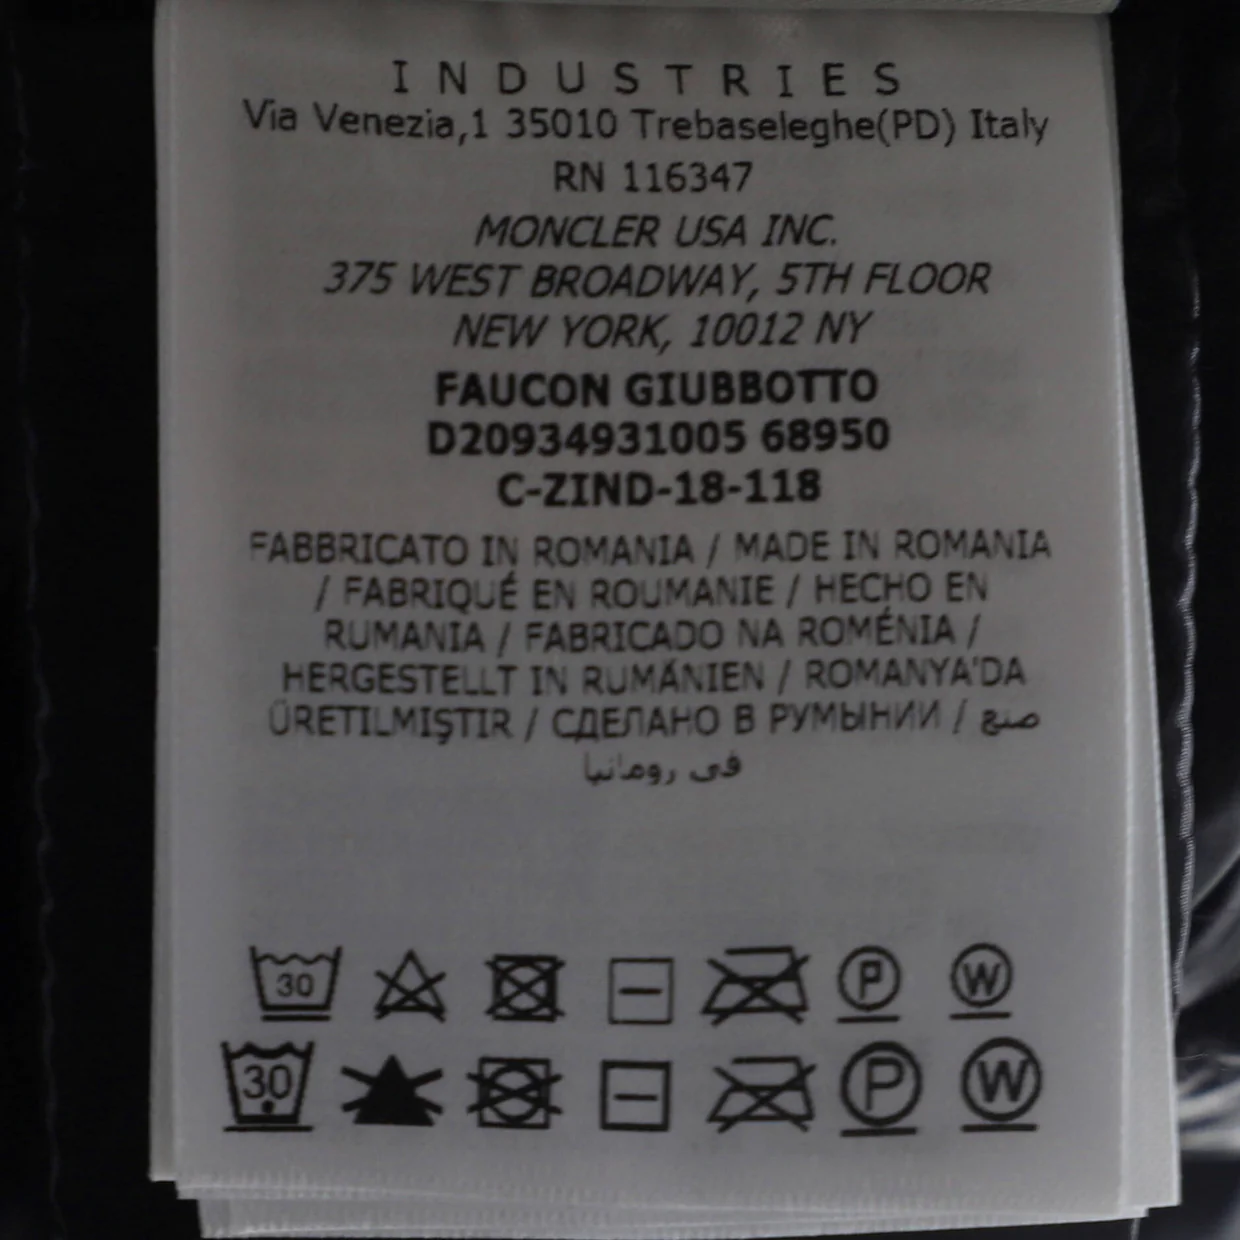 INDUSTRIES
Via Venezia,1 35010 Trebaseleghe(PD) Italy
RN 116347
MONCLER USA INC.
375 WEST BROADWAY, 5TH FLOOR
NEW YORK, 10012 NY
FAUCON GIUBBOTTO
D20934931005 68950
C-ZIND-18-118
FABBRICATO IN ROMANIA / MADE IN ROMANIA
/ FABRIQUÉ EN ROUMANIE / HECHO EN
RUMANIA / FABRICADO NA ROMÉNIA /
HERGESTELLT IN RUMÄNIEN / ROMANYA'DA
ÜRETILMIŞTIR / СДЕЛАНО В РУМЫНИИ / صنع
فى رومانيا
30 P W
30 P W